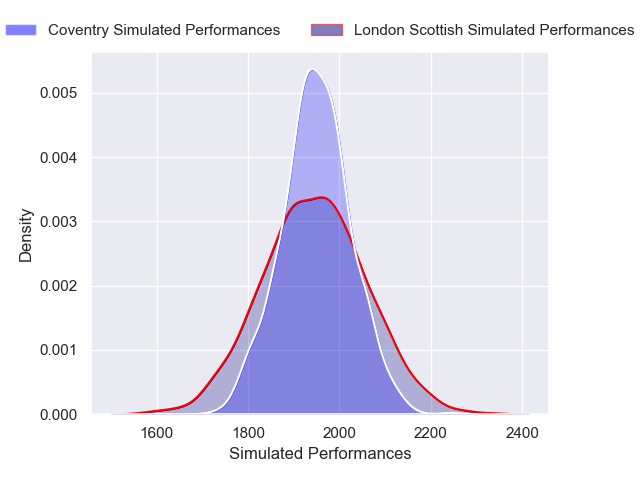 Coventry Simulated Performances
London Scottish Simulated Performances
0.005
0.004
0.003
0.002
0.001
0.000
Density
1600 1800 2000 2200 2400
Simulated Performances